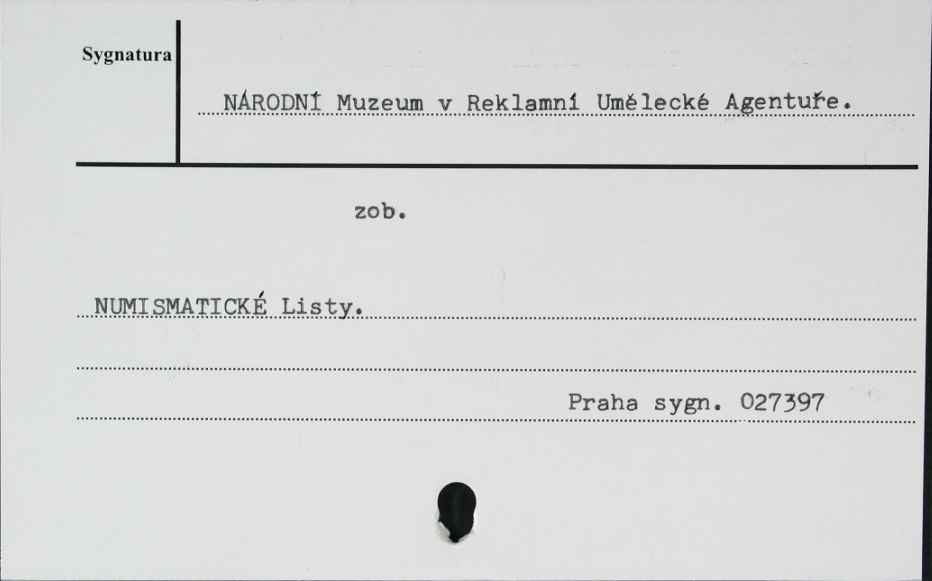 Sygnatura
NÁRODNÍ Muzeum v Reklamní Umělecké Agentuře.
zob.
NUMISMATICKÉ Listy.
Praha sygn. 027397